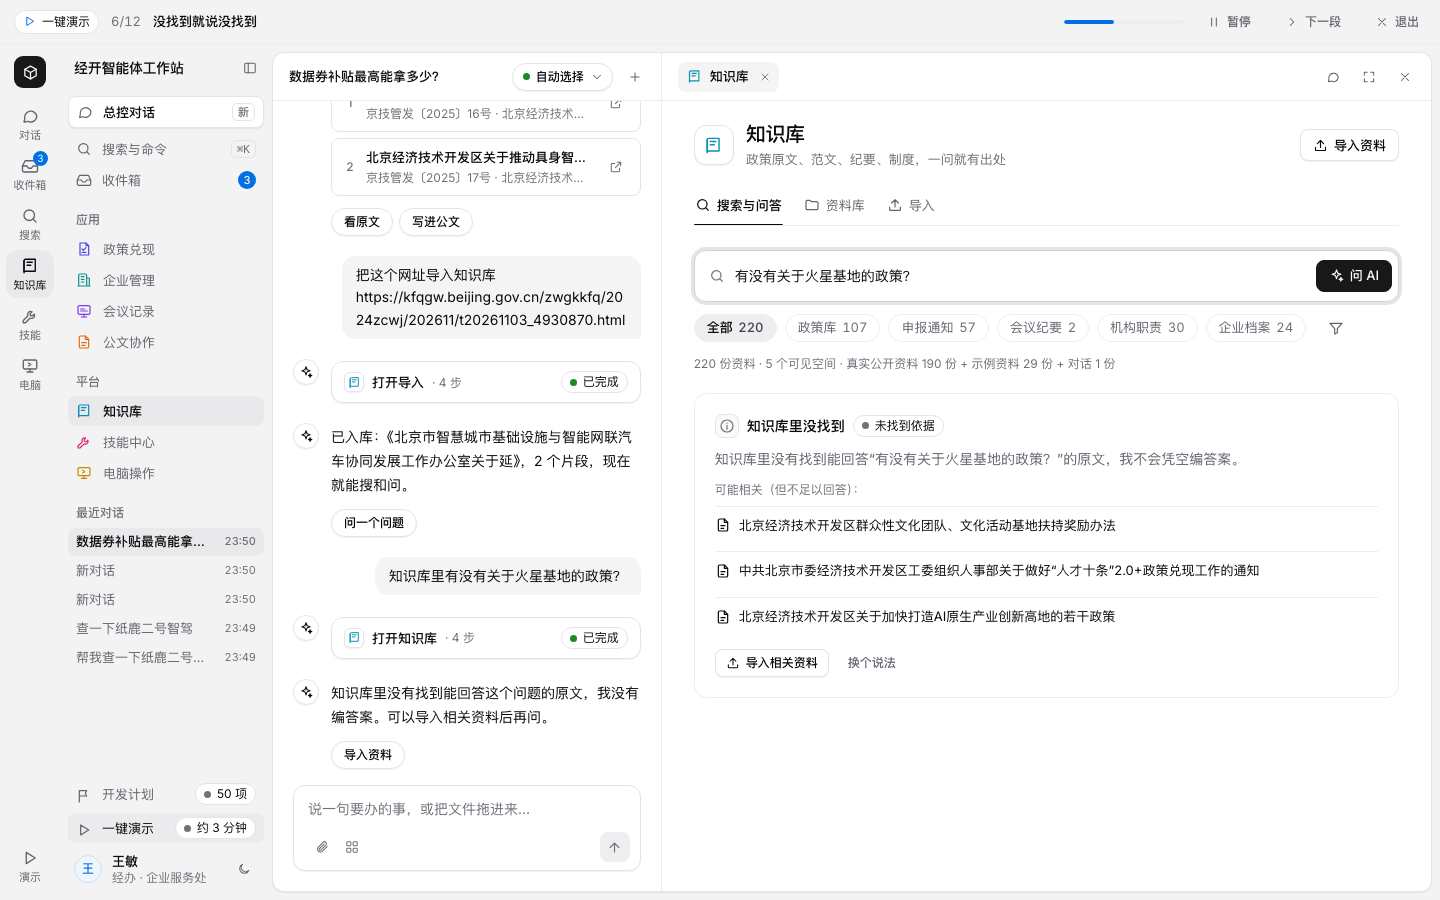 一键演示
6/12 没找到就说没找到
暂停
下一段
退出
对话
3
收件箱
搜索
知识库
技能
电脑
演示
经开智能体工作站
总控对话 新
搜索与命令 ⌘K
收件箱 3
应用
政策兑现
企业管理
会议记录
公文协作
平台
知识库
技能中心
电脑操作
最近对话
数据券补贴最高能拿... 23:50
新对话 23:50
新对话 23:50
查一下纸鹿二号智驾 23:49
帮我查一下纸鹿二号... 23:49
开发计划 50 项
一键演示 约 3 分钟
王
王敏
经办 · 企业服务处
数据券补贴最高能拿多少？
自动选择
京技管发〔2025〕16号 · 北京经济技术...
2
北京经济技术开发区关于推动具身智...
京技管发〔2025〕17号 · 北京经济技术...
看原文
写进公文
把这个网址导入知识库
https://kfqgw.beijing.gov.cn/zwgkkfq/20
24zcwj/202611/t20261103_4930870.html
打开导入 · 4 步 已完成
已入库：《北京市智慧城市基础设施与智能网联汽
车协同发展工作办公室关于延》，2 个片段，现在
就能搜和问。
问一个问题
知识库里有没有关于火星基地的政策？
打开知识库 · 4 步 已完成
知识库里没有找到能回答这个问题的原文，我没有
编答案。可以导入相关资料后再问。
导入资料
说一句要办的事，或把文件拖进来...
知识库
知识库
政策原文、范文、纪要、制度，一问就有出处
导入资料
搜索与问答
资料库
导入
有没有关于火星基地的政策？
问 AI
全部 220
政策库 107
申报通知 57
会议纪要 2
机构职责 30
企业档案 24
220 份资料 · 5 个可见空间 · 真实公开资料 190 份 + 示例资料 29 份 + 对话 1 份
知识库里没找到 未找到依据
知识库里没有找到能回答“有没有关于火星基地的政策？”的原文，我不会凭空编答案。
可能相关（但不足以回答）：
北京经济技术开发区群众性文化团队、文化活动基地扶持奖励办法
中共北京市委经济技术开发区工委组织人事部关于做好“人才十条”2.0+政策兑现工作的通知
北京经济技术开发区关于加快打造AI原生产业创新高地的若干政策
导入相关资料
换个说法